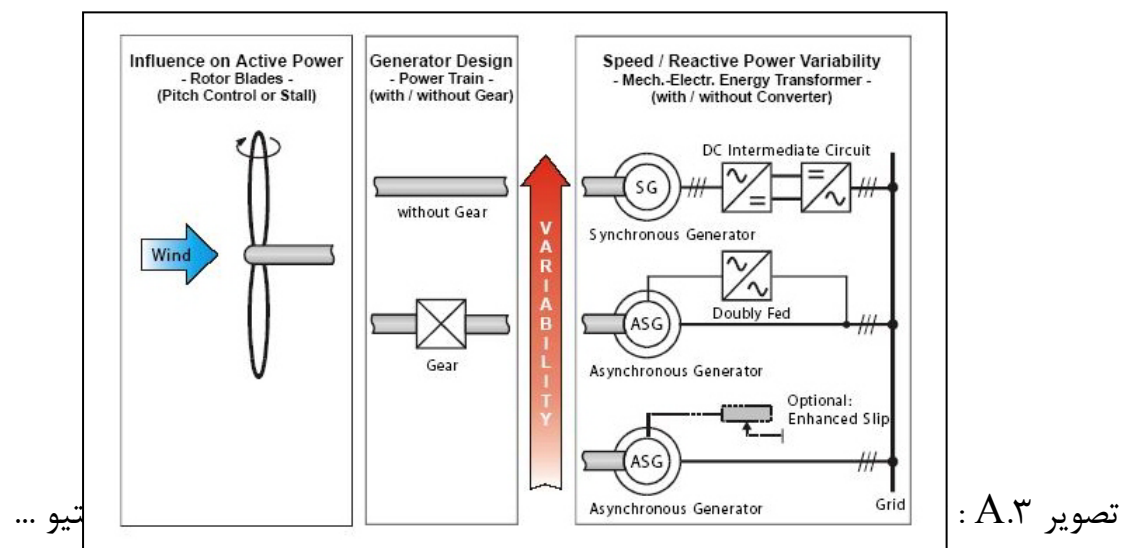 Influence on Active Power
- Rotor Blades -
(Pitch Control or Stall)
Wind
Generator Design
- Power Train -
(with / without Gear)
without Gear
Gear
VARIABILITY
Speed / Reactive Power Variability
- Mech.-Electr. Energy Transformer -
(with / without Converter)
DC Intermediate Circuit
SG
Synchronous Generator
Doubly Fed
ASG
Asynchronous Generator
Optional:
Enhanced Slip
ASG
Asynchronous Generator
Grid
تصویر A.۳ : ...